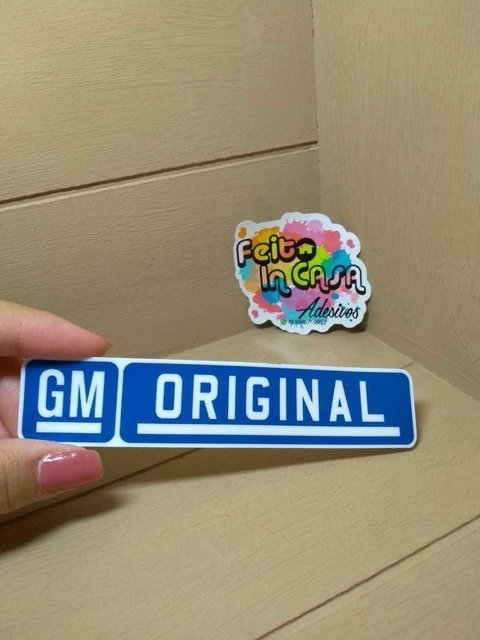 Feito
In CASA
Adesivos
GM ORIGINAL